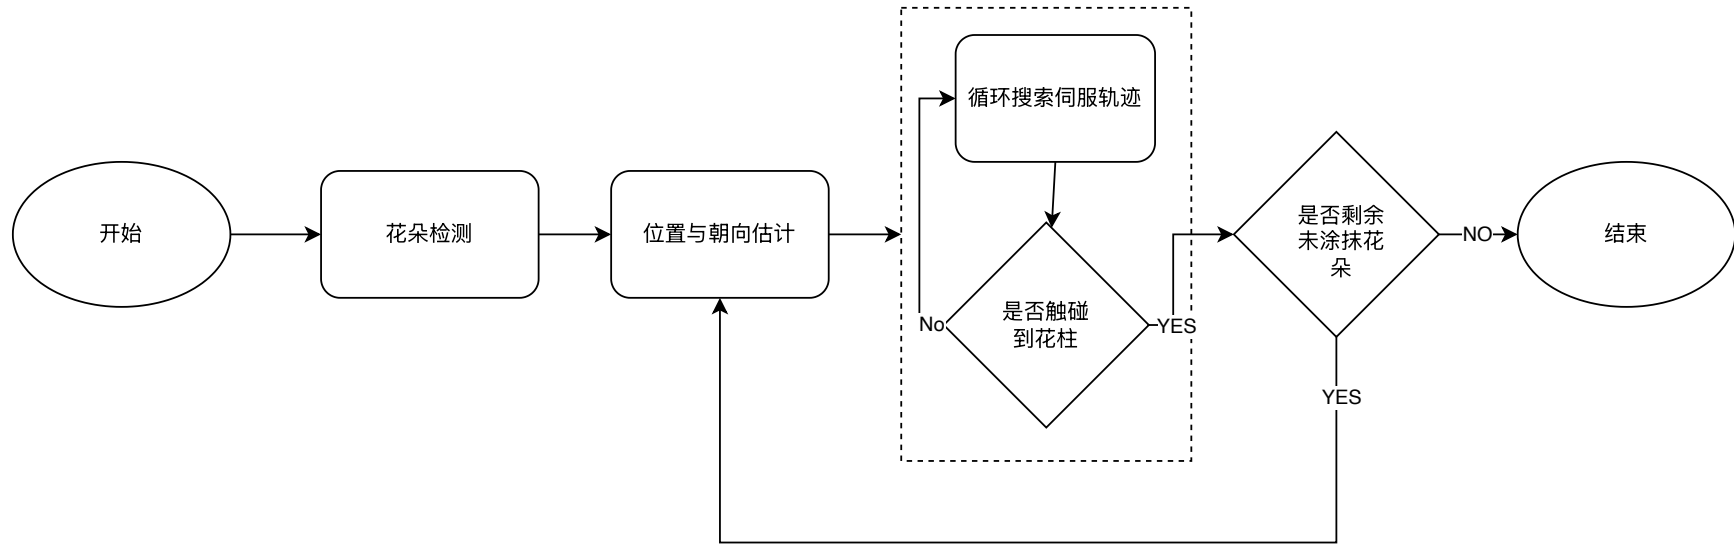 开始
花朵检测
位置与朝向估计
循环搜索伺服轨迹
是否触碰
到花柱
No
YES
是否剩余
未涂抹花
朵
NO
YES
结束